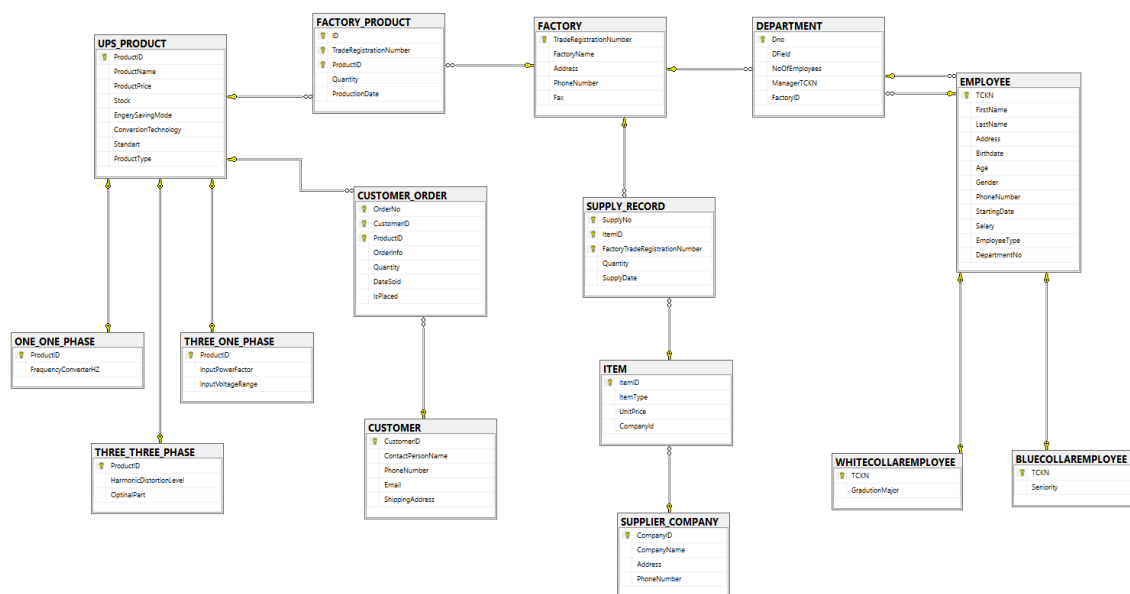 FACTORY_PRODUCT
ID
TradeRegistrationNumber
ProductID
Quantity
ProductionDate
FACTORY
TradeRegistrationNumber
FactoryName
Address
PhoneNumber
Fax
DEPARTMENT
Dno
DField
NoOfEmployees
ManagerTCKN
FactoryID
UPS_PRODUCT
ProductID
ProductName
ProductPrice
Stock
EngerySavingMode
ConversionTechnology
Standart
ProductType
EMPLOYEE
TCKN
FirstName
LastName
Address
Birthdate
Age
Gender
PhoneNumber
StartingDate
Salary
EmployeeType
DepartmentNo
CUSTOMER_ORDER
OrderNo
CustomerID
ProductID
OrderInfo
Quantity
DateSold
IsPlaced
SUPPLY_RECORD
SupplyNo
ItemID
FactoryTradeRegistrationNumber
Quantity
SupplyDate
ONE_ONE_PHASE
ProductID
FrequencyConverterHZ
THREE_ONE_PHASE
ProductID
InputPowerFactor
InputVoltageRange
ITEM
ItemID
ItemType
UnitPrice
CompanyId
THREE_THREE_PHASE
ProductID
HarmonicDistortionLevel
OptinalPart
CUSTOMER
CustomerID
ContactPersonName
PhoneNumber
Email
ShippingAddress
WHITECOLLAREMPLOYEE
TCKN
GradutionMajor
BLUECOLLAREMPLOYEE
TCKN
Seniority
SUPPLIER_COMPANY
CompanyID
CompanyName
Address
PhoneNumber